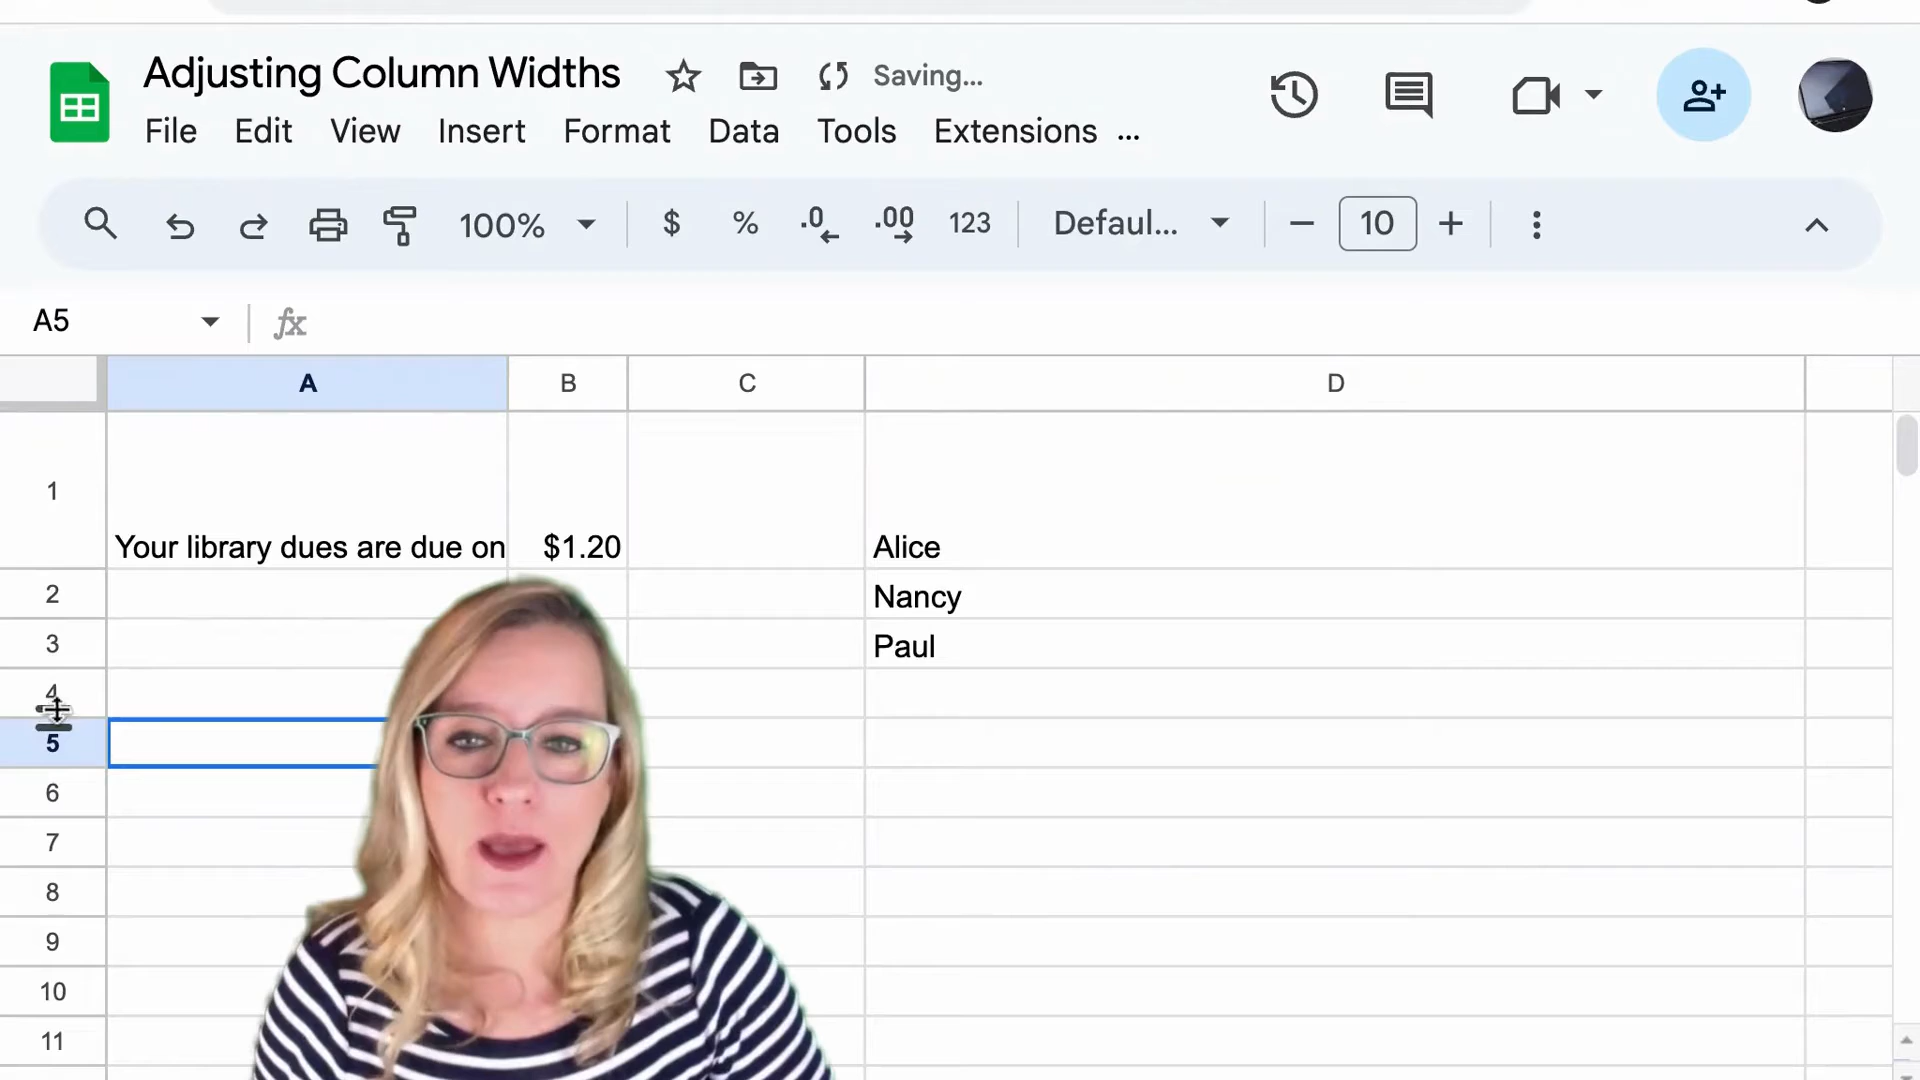 Adjusting Column Widths Saving...
File Edit View Insert Format Data Tools Extensions ...
100% $ % .0 .00 123 Defaul... − 10 +
A5 fx
A B C D
1 Your library dues are due on $1.20 Alice
2 Nancy
3 Paul
4
5
6
7
8
9
10
11